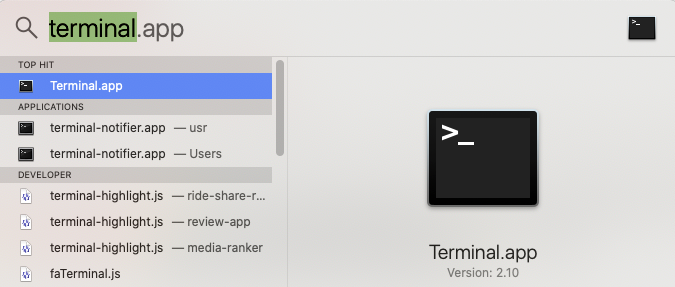 terminal.app
TOP HIT
Terminal.app
APPLICATIONS
terminal-notifier.app — usr
terminal-notifier.app — Users
DEVELOPER
terminal-highlight.js — ride-share-r...
terminal-highlight.js — review-app
terminal-highlight.js — media-ranker
faTerminal.js
>_
Terminal.app
Version: 2.10